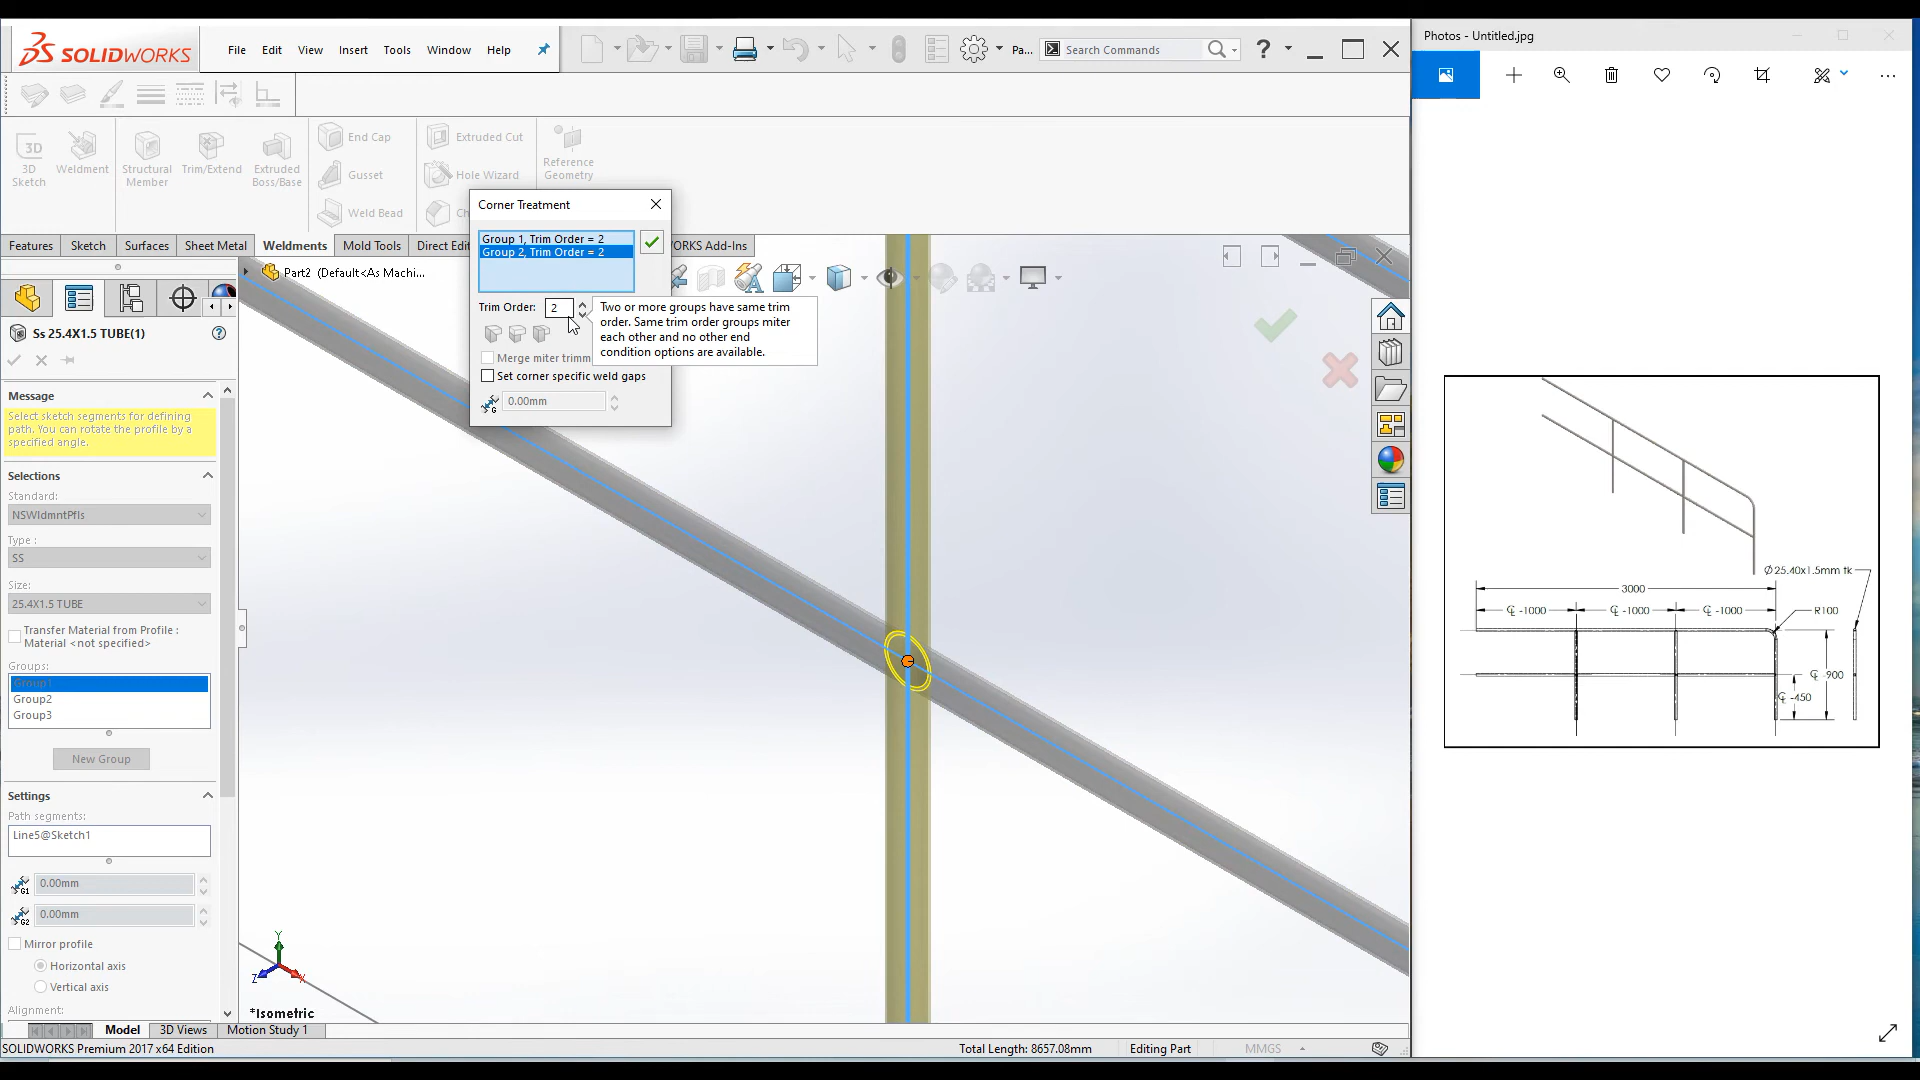 SOLIDWORKS
File Edit View Insert Tools Window Help
Pa...
Search Commands
Photos - Untitled.jpg
3D
Sketch
Weldment
Structural
Member
Trim/Extend
Extruded
Boss/Base
End Cap
Gusset
Weld Bead
Extruded Cut
Hole Wizard
Ch
Reference
Geometry
Features Surfaces Sheet Metal Weldments Mold Tools Direct Edit WORKS Add-Ins
Corner Treatment
Group 1, Trim Order = 2
Group 2, Trim Order = 2
Trim Order: 2
Two or more groups have same trim
order. Same trim order groups miter
each other and no other end
condition options are available.
Merge miter trimm
Set corner specific weld gaps
0.00mm
Part2 (Default<As Machi...
Ss 25.4X1.5 TUBE(1)
Message
Select sketch segments for defining
path. You can rotate the profile by a
specified angle.
Selections
Standard:
NSWldmntPfls
Type :
SS
Size:
25.4X1.5 TUBE
Transfer Material from Profile :
Material <not specified>
Groups:
Group1
Group2
Group3
New Group
Settings
Path segments:
Line5@Sketch1
G1 0.00mm
G2 0.00mm
Mirror profile
Horizontal axis
Vertical axis
Alignment:
Y
Z
X
*Isometric
Model 3D Views Motion Study 1
SOLIDWORKS Premium 2017 x64 Edition
Total Length: 8657.08mm
Editing Part
MMGS
Ø25.40x1.5mm tk
3000
℄ -1000 ℄ -1000 ℄ -1000
R100
℄ -900
℄ -450